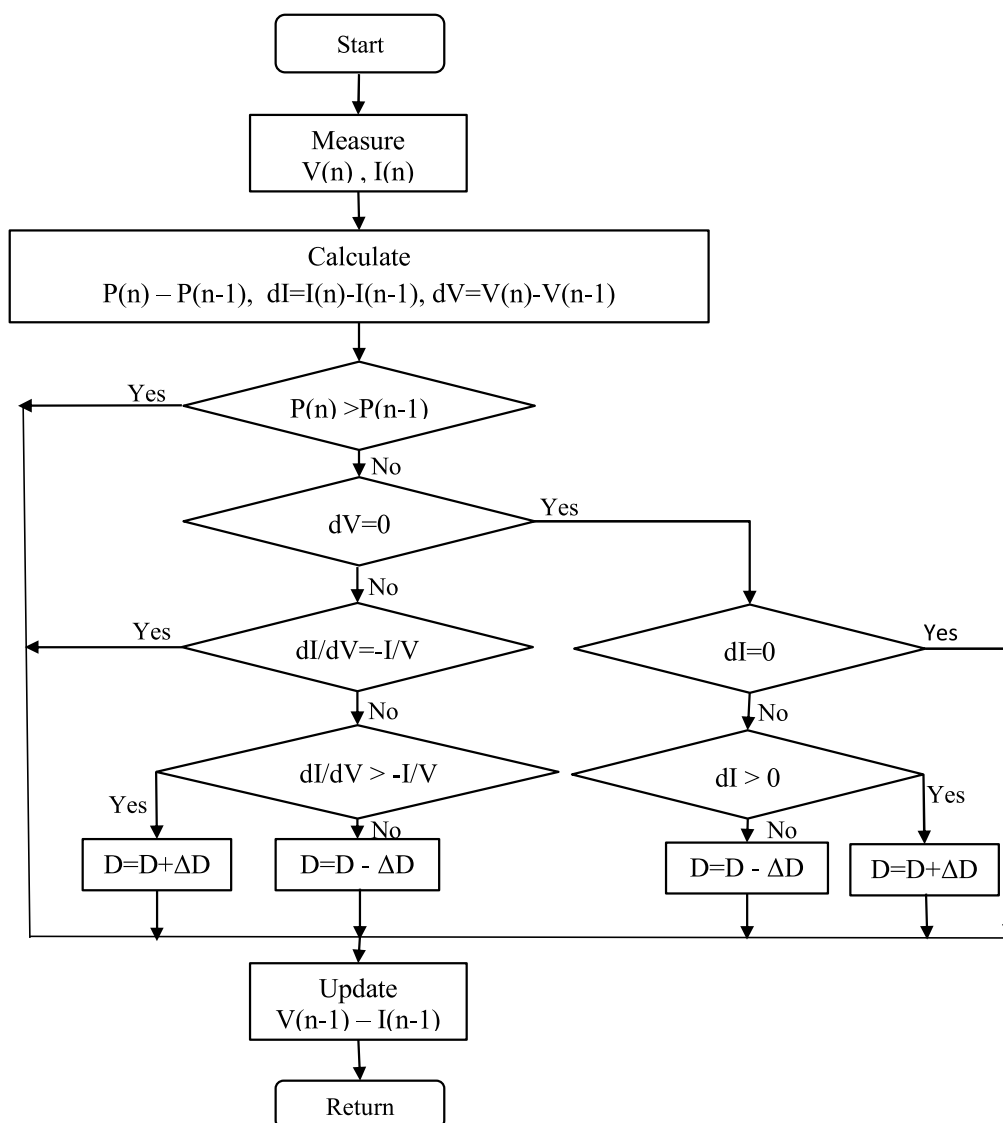 Start
Measure
V(n) , I(n)
Calculate
P(n) – P(n-1), dI=I(n)-I(n-1), dV=V(n)-V(n-1)
Yes
P(n) >P(n-1)
No
dV=0
Yes
No
Yes
dI/dV=-I/V
dI=0
Yes
No
No
dI/dV > -I/V
dI > 0
Yes
Yes
No
No
D=D+ΔD
D=D - ΔD
D=D - ΔD
D=D+ΔD
Update
V(n-1) – I(n-1)
Return